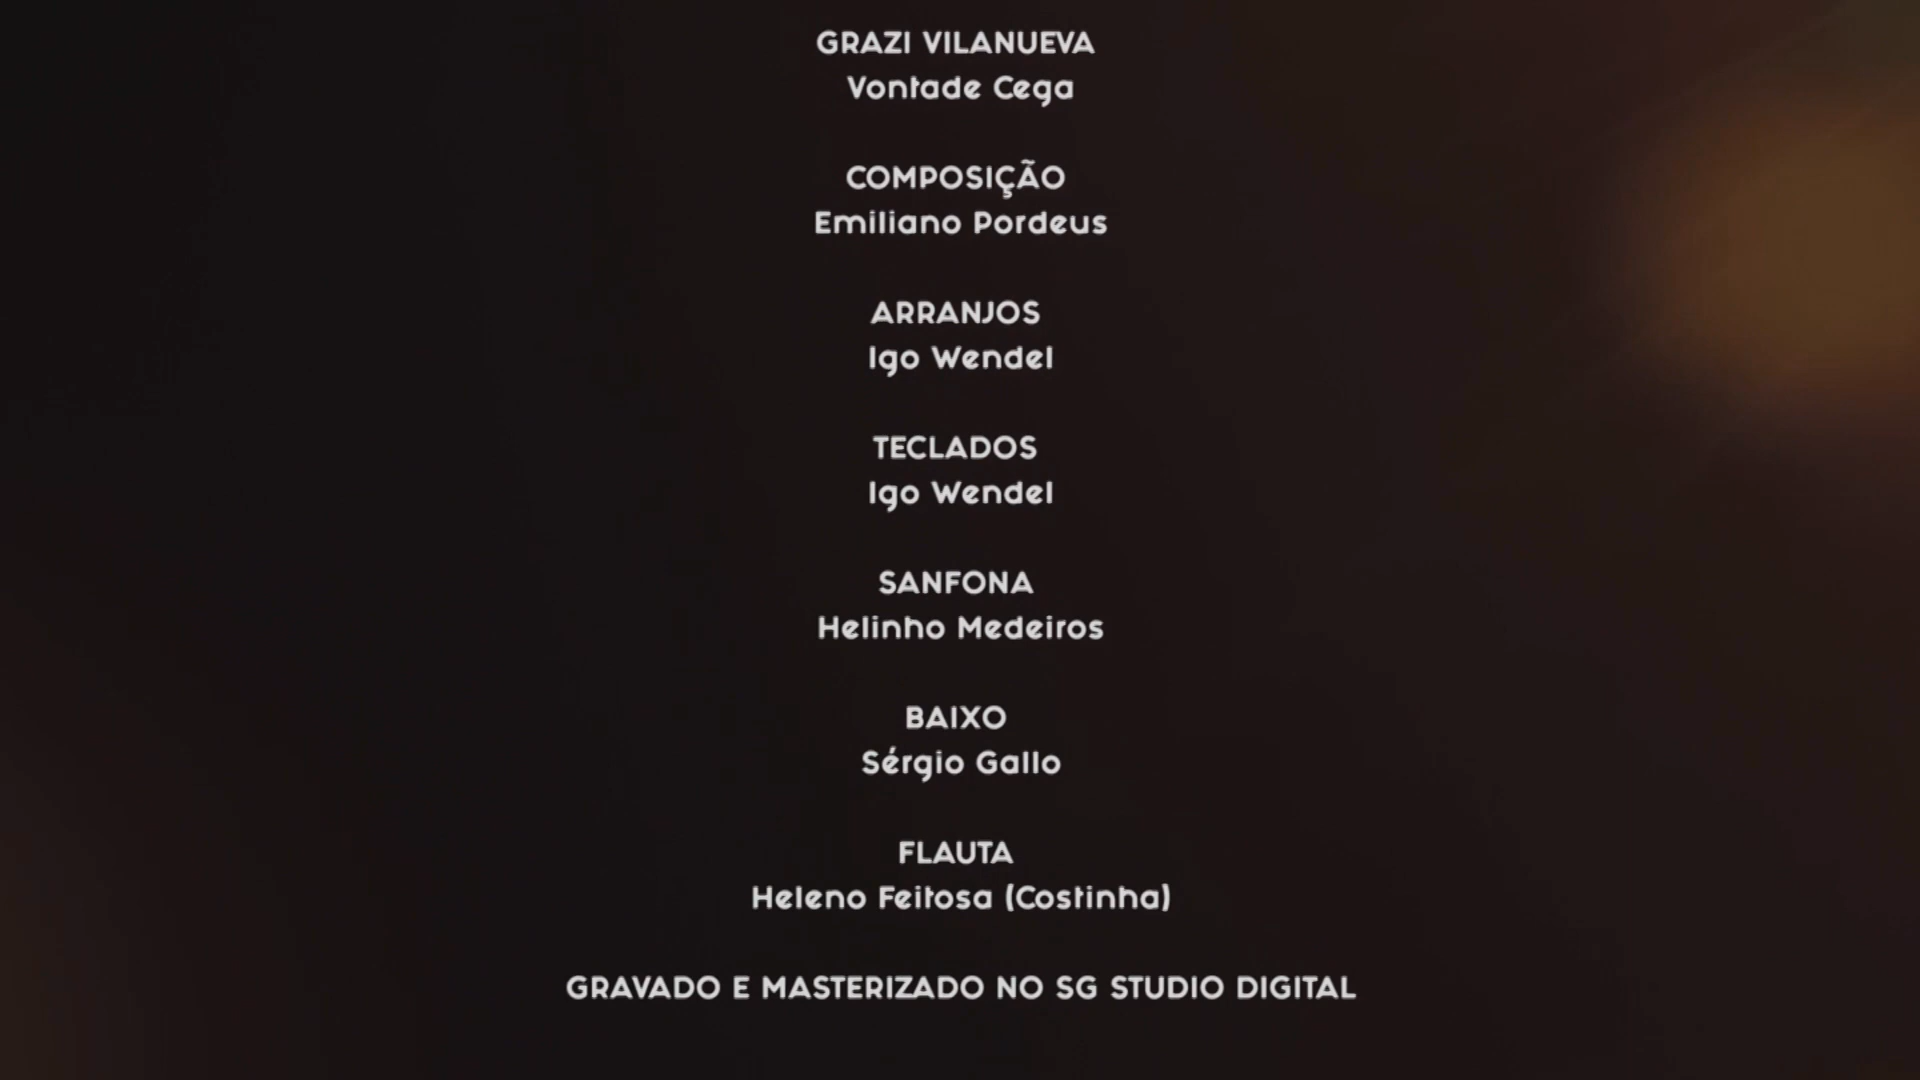 GRAZI VILANUEVA
Vontade Cega
COMPOSIÇÃO
Emiliano Pordeus
ARRANJOS
Igo Wendel
TECLADOS
Igo Wendel
SANFONA
Helinho Medeiros
BAIXO
Sérgio Gallo
FLAUTA
Heleno Feitosa (Costinha)
GRAVADO E MASTERIZADO NO SG STUDIO DIGITAL